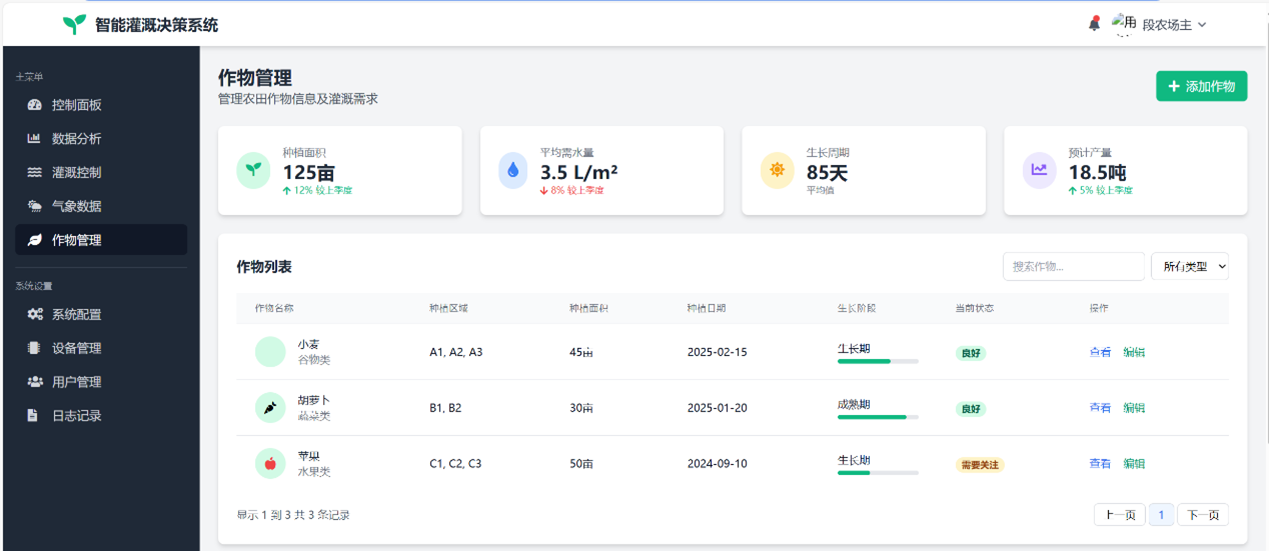 智能灌溉决策系统
用
段农场主
主菜单
控制面板
数据分析
灌溉控制
气象数据
作物管理
系统设置
系统配置
设备管理
用户管理
日志记录
作物管理
管理农田作物信息及灌溉需求
添加作物
种植面积
125亩
12% 较上季度
平均需水量
3.5 L/m²
8% 较上季度
生长周期
85天
平均值
预计产量
18.5吨
5% 较上季度
作物列表
搜索作物...
所有类型
作物名称 种植区域 种植面积 种植日期 生长阶段 当前状态 操作
小麦
谷物类
A1, A2, A3 45亩 2025-02-15 生长期 良好 查看 编辑
胡萝卜
蔬菜类
B1, B2 30亩 2025-01-20 成熟期 良好 查看 编辑
苹果
水果类
C1, C2, C3 50亩 2024-09-10 生长期 需要关注 查看 编辑
显示 1 到 3 共 3 条记录
上一页 1 下一页